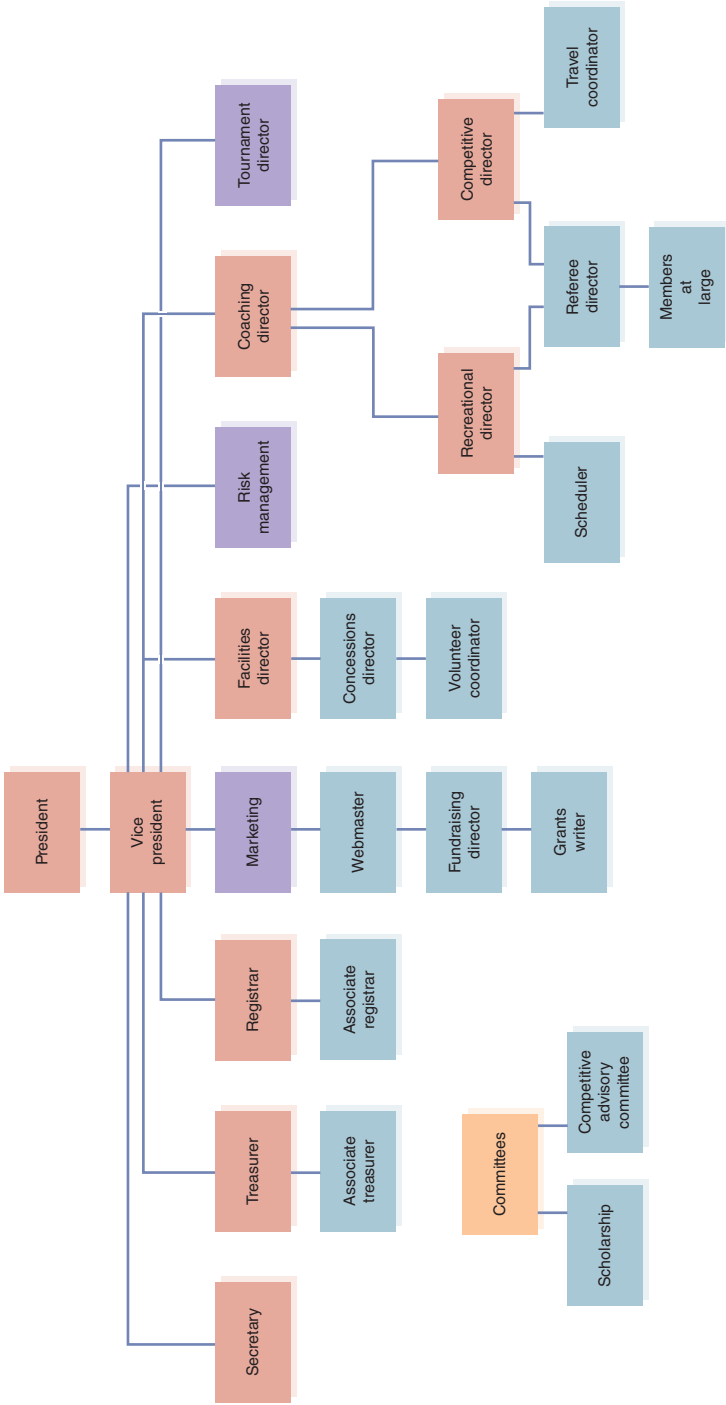 President
Vice
president
Secretary
Treasurer
Registrar
Marketing
Facilities
director
Risk
management
Coaching
director
Tournament
director
Associate
treasurer
Associate
registrar
Webmaster
Concessions
director
Fundraising
director
Volunteer
coordinator
Recreational
director
Competitive
director
Grants
writer
Scheduler
Referee
director
Travel
coordinator
Members
at
large
Committees
Scholarship
Competitive
advisory
committee